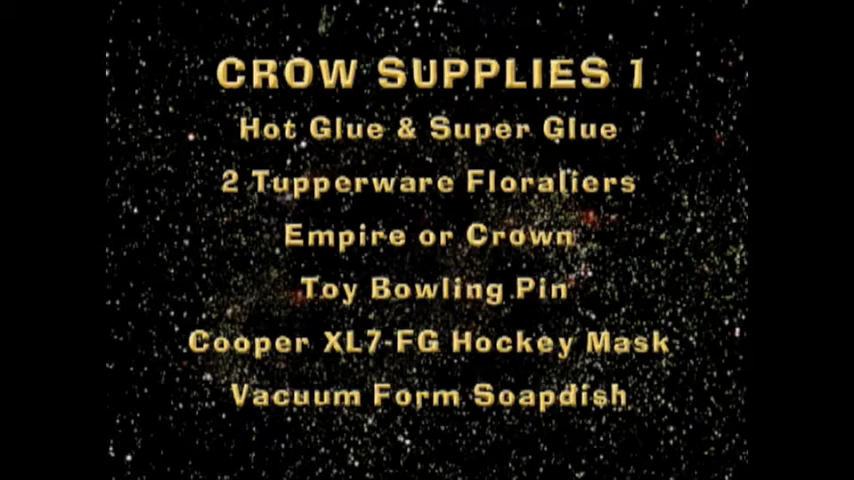 CROW SUPPLIES 1
Hot Glue & Super Glue
2 Tupperware Floraliers
Empire or Crown
Toy Bowling Pin
Cooper XL7-FG Hockey Mask
Vacuum Form Soapdish